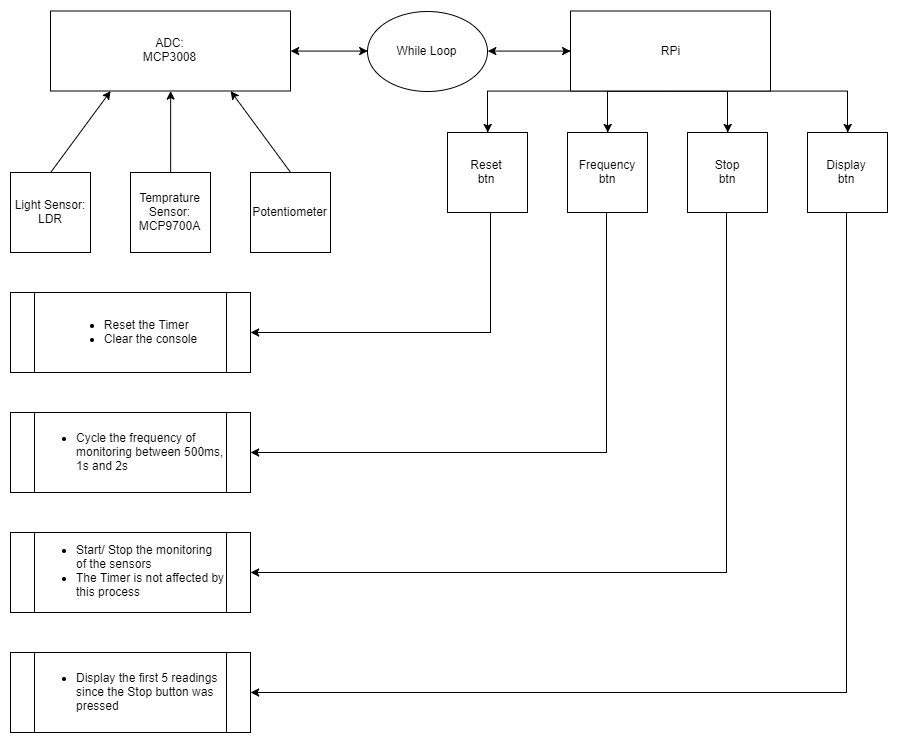 ADC:
MCP3008
While Loop
RPi
Reset
btn
Frequency
btn
Stop
btn
Display
btn
Light Sensor:
LDR
Temprature
Sensor:
MCP9700A
Potentiometer
• Reset the Timer
• Clear the console
• Cycle the frequency of
monitoring between 500ms,
1s and 2s
• Start/ Stop the monitoring
of the sensors
• The Timer is not affected by
this process
• Display the first 5 readings
since the Stop button was
pressed